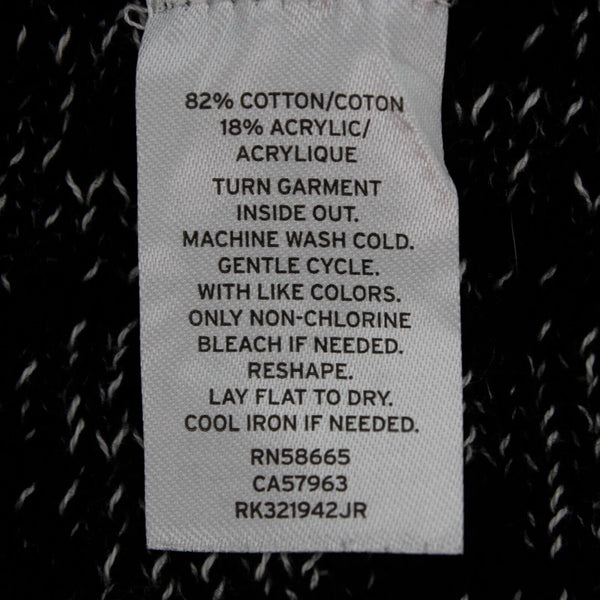 82% COTTON/COTON
18% ACRYLIC/
ACRYLIQUE
TURN GARMENT
INSIDE OUT.
MACHINE WASH COLD.
GENTLE CYCLE.
WITH LIKE COLORS.
ONLY NON-CHLORINE
BLEACH IF NEEDED.
RESHAPE.
LAY FLAT TO DRY.
COOL IRON IF NEEDED.
RN58665
CA57963
RK321942JR